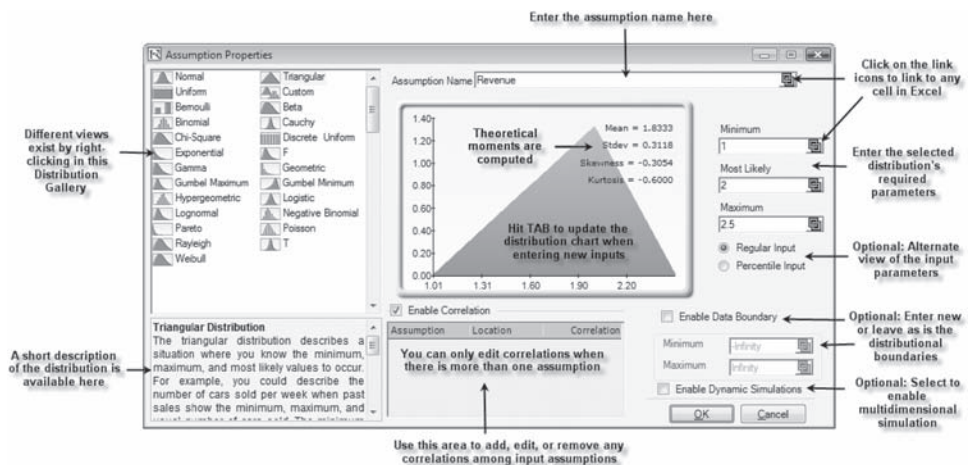 Enter the assumption name here
Assumption Properties
Normal
Uniform
Bernoulli
Binomial
Chi-Square
Exponential
Gamma
Gumbel Maximum
Hypergeometric
Lognormal
Pareto
Rayleigh
Weibull
Triangular
Custom
Beta
Cauchy
Discrete Uniform
F
Geometric
Gumbel Minimum
Logistic
Negative Binomial
Poisson
T
Different views
exist by right-
clicking in this
Distribution
Gallery
Assumption Name Revenue
Click on the link
icons to link to any
cell in Excel
1.40
1.20
1.00
0.80
0.60
0.40
0.20
0.00
1.01 1.31 1.60 1.90 2.20
Theoretical
moments are
computed
Mean = 1.8333
Stdev = 0.3118
Skewness = -0.3054
Kurtosis = -0.6000
Hit TAB to update
the distribution chart when
entering new inputs
Minimum
1
Most Likely
2
Maximum
2.5
Enter the selected
distribution's
required
parameters
Regular Input
Percentile Input
Optional: Alternate
view of the input
parameters
Enable Correlation
Assumption Location Correlation
You can only edit correlations when
there is more than one assumption
Enable Data Boundary
Minimum -Infinity
Maximum Infinity
Optional: Enter new
or leave as is the
distributional
boundaries
Enable Dynamic Simulations
Optional: Select to
enable
multidimensional
simulation
OK Cancel
Triangular Distribution
The triangular distribution describes a
situation where you know the minimum,
maximum, and most likely values to occur.
For example, you could describe the
number of cars sold per week when past
sales show the minimum, maximum, and
A short description
of the distribution is
available here
Use this area to add, edit, or remove any
correlations among input assumptions